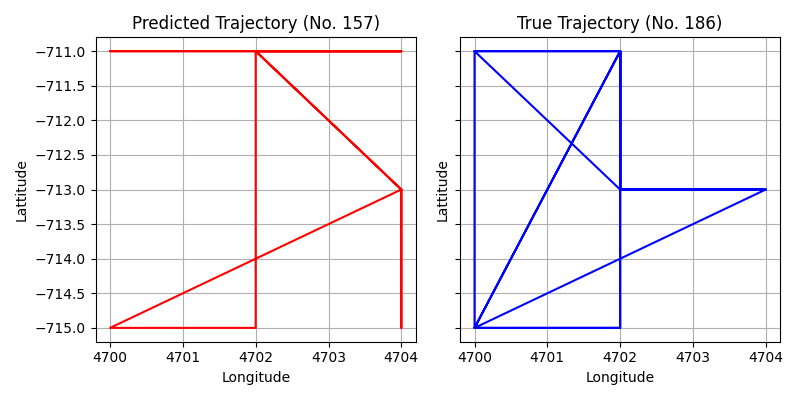 Predicted Trajectory (No. 157)
True Trajectory (No. 186)
Lattitude
−711.0
−711.5
−712.0
−712.5
−713.0
−713.5
−714.0
−714.5
−715.0
4700 4701 4702 4703 4704
Longitude
Lattitude
4700 4701 4702 4703 4704
Longitude